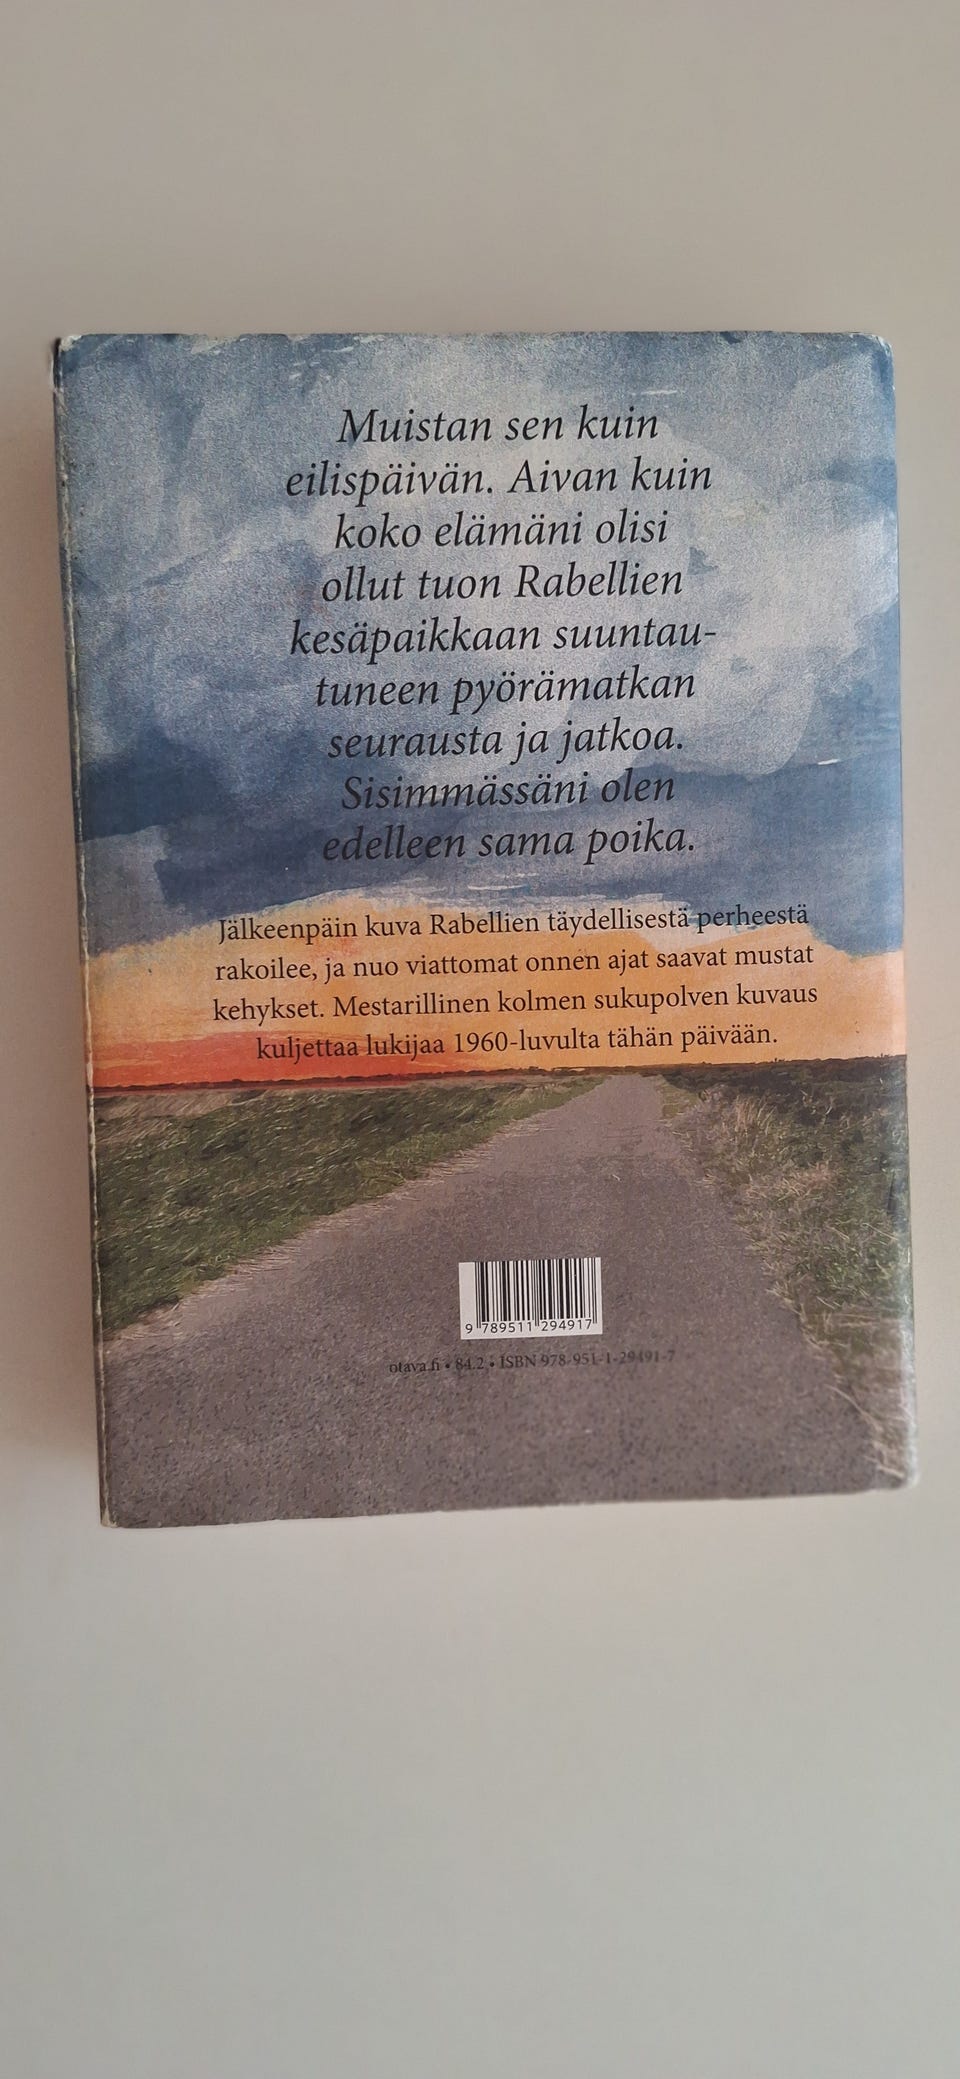 Muistan sen kuin
eilispäivän. Aivan kuin
koko elämäni olisi
ollut tuon Rabellien
kesäpaikkaan suuntau-
tuneen pyörämatkan
seurausta ja jatkoa.
Sisimmässäni olen
edelleen sama poika.
Jälkeenpäin kuva Rabellien täydellisestä perheestä
rakoilee, ja nuo viattomat onnen ajat saavat mustat
kehykset. Mestarillinen kolmen sukupolven kuvaus
kuljettaa lukijaa 1960-luvulta tähän päivään.
9 789511 294917
otava.fi • 84.2 • ISBN 978-951-1-29491-7